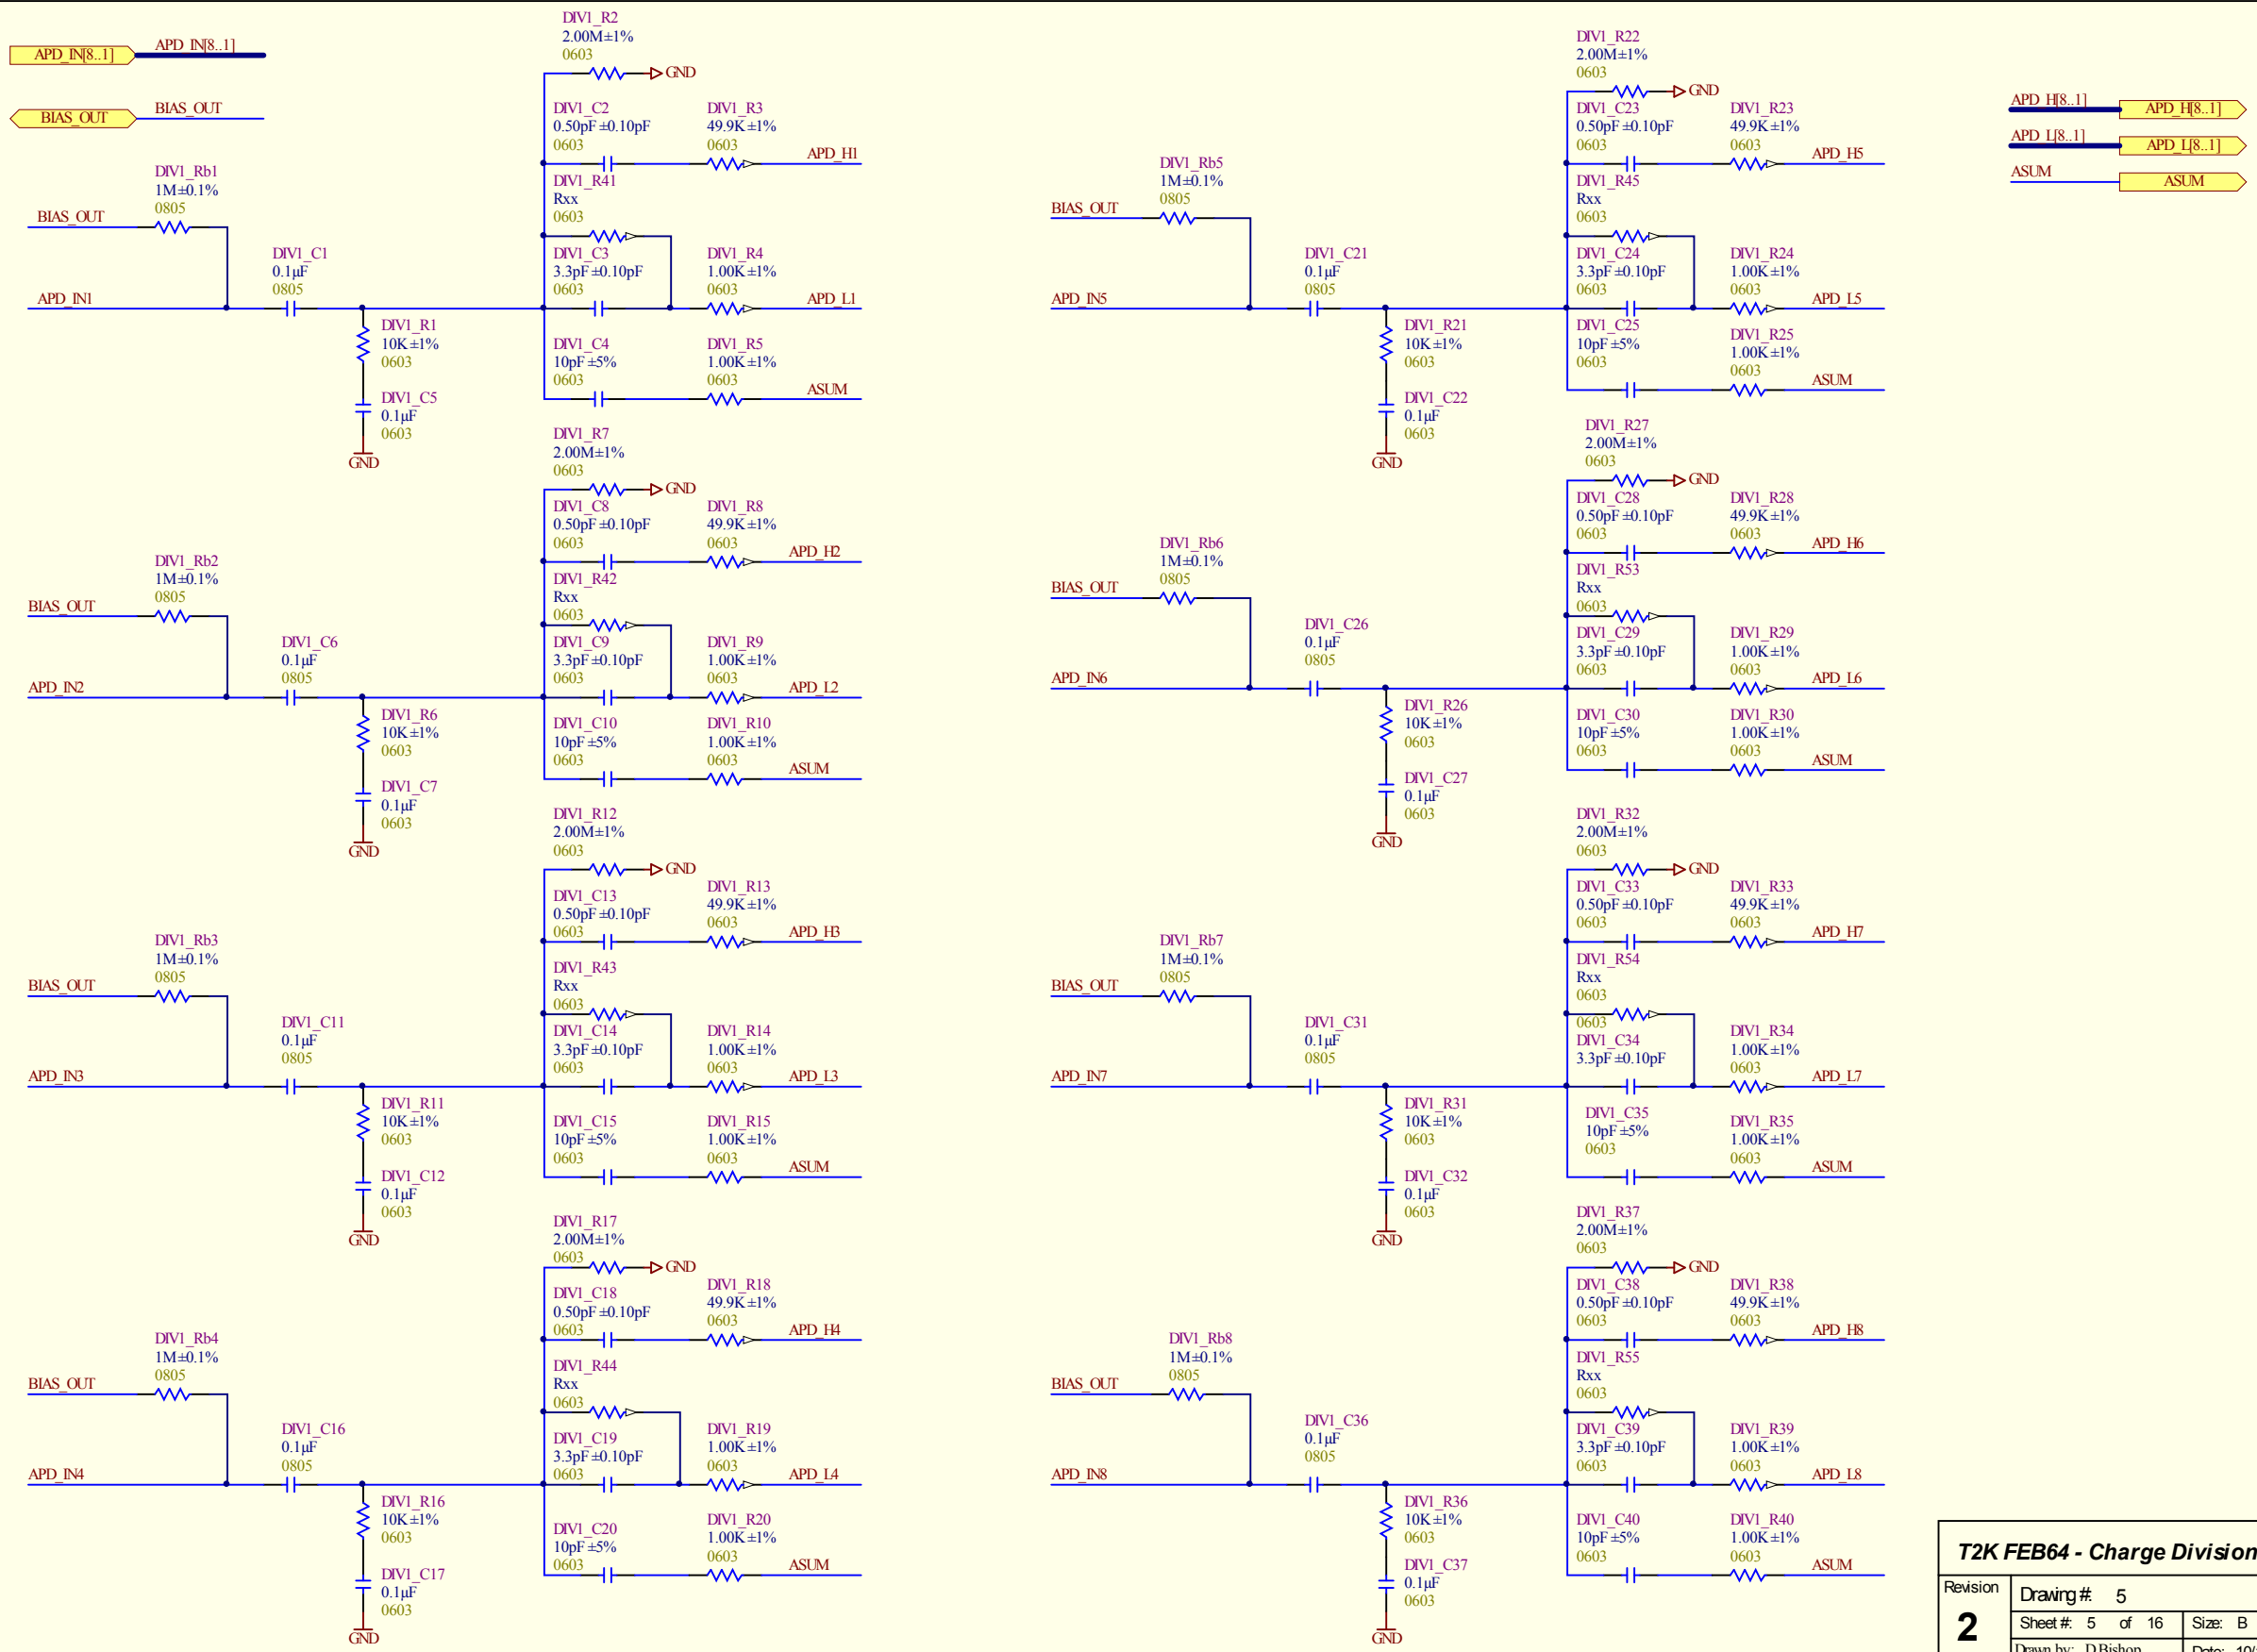 APD_IN[8..1]
APD_IN[8..1]
BIAS_OUT
BIAS_OUT
DIV1_R2
2.00M±1%
0603
GND
DIV1_C2
0.50pF±0.10pF
0603
DIV1_R3
49.9K±1%
0603
APD_H1
DIV1_Rb1
1M±0.1%
0805
BIAS_OUT
DIV1_R41
Rxx
0603
DIV1_C1
0.1µF
0805
DIV1_C3
3.3pF±0.10pF
0603
DIV1_R4
1.00K±1%
0603
APD_IN1
APD_L1
DIV1_R1
10K±1%
0603
DIV1_C4
10pF±5%
0603
DIV1_R5
1.00K±1%
0603
ASUM
DIV1_C5
0.1µF
0603
GND
DIV1_R7
2.00M±1%
0603
GND
DIV1_C8
0.50pF±0.10pF
0603
DIV1_R8
49.9K±1%
0603
APD_H2
DIV1_Rb2
1M±0.1%
0805
BIAS_OUT
DIV1_R42
Rxx
0603
DIV1_C6
0.1µF
0805
DIV1_C9
3.3pF±0.10pF
0603
DIV1_R9
1.00K±1%
0603
APD_IN2
APD_L2
DIV1_R6
10K±1%
0603
DIV1_C10
10pF±5%
0603
DIV1_R10
1.00K±1%
0603
ASUM
DIV1_C7
0.1µF
0603
GND
DIV1_R12
2.00M±1%
0603
GND
DIV1_C13
0.50pF±0.10pF
0603
DIV1_R13
49.9K±1%
0603
APD_H3
DIV1_Rb3
1M±0.1%
0805
BIAS_OUT
DIV1_R43
Rxx
0603
DIV1_C11
0.1µF
0805
DIV1_C14
3.3pF±0.10pF
0603
DIV1_R14
1.00K±1%
0603
APD_IN3
APD_L3
DIV1_R11
10K±1%
0603
DIV1_C15
10pF±5%
0603
DIV1_R15
1.00K±1%
0603
ASUM
DIV1_C12
0.1µF
0603
GND
DIV1_R17
2.00M±1%
0603
GND
DIV1_C18
0.50pF±0.10pF
0603
DIV1_R18
49.9K±1%
0603
APD_H4
DIV1_Rb4
1M±0.1%
0805
BIAS_OUT
DIV1_R44
Rxx
0603
DIV1_C16
0.1µF
0805
DIV1_C19
3.3pF±0.10pF
0603
DIV1_R19
1.00K±1%
0603
APD_IN4
APD_L4
DIV1_R16
10K±1%
0603
DIV1_C20
10pF±5%
0603
DIV1_R20
1.00K±1%
0603
ASUM
DIV1_C17
0.1µF
0603
GND
DIV1_R22
2.00M±1%
0603
GND
DIV1_C23
0.50pF±0.10pF
0603
DIV1_R23
49.9K±1%
0603
APD_H5
DIV1_Rb5
1M±0.1%
0805
BIAS_OUT
DIV1_R45
Rxx
0603
DIV1_C21
0.1µF
0805
DIV1_C24
3.3pF±0.10pF
0603
DIV1_R24
1.00K±1%
0603
APD_IN5
APD_L5
DIV1_R21
10K±1%
0603
DIV1_C25
10pF±5%
0603
DIV1_R25
1.00K±1%
0603
ASUM
DIV1_C22
0.1µF
0603
GND
DIV1_R27
2.00M±1%
0603
GND
DIV1_C28
0.50pF±0.10pF
0603
DIV1_R28
49.9K±1%
0603
APD_H6
DIV1_Rb6
1M±0.1%
0805
BIAS_OUT
DIV1_R53
Rxx
0603
DIV1_C26
0.1µF
0805
DIV1_C29
3.3pF±0.10pF
0603
DIV1_R29
1.00K±1%
0603
APD_IN6
APD_L6
DIV1_R26
10K±1%
0603
DIV1_C30
10pF±5%
0603
DIV1_R30
1.00K±1%
0603
ASUM
DIV1_C27
0.1µF
0603
GND
DIV1_R32
2.00M±1%
0603
GND
DIV1_C33
0.50pF±0.10pF
0603
DIV1_R33
49.9K±1%
0603
APD_H7
DIV1_Rb7
1M±0.1%
0805
BIAS_OUT
DIV1_R54
Rxx
0603
DIV1_C31
0.1µF
0805
0603
DIV1_C34
3.3pF±0.10pF
DIV1_R34
1.00K±1%
0603
APD_IN7
APD_L7
DIV1_R31
10K±1%
0603
DIV1_C35
10pF±5%
0603
DIV1_R35
1.00K±1%
0603
ASUM
DIV1_C32
0.1µF
0603
GND
DIV1_R37
2.00M±1%
0603
GND
DIV1_C38
0.50pF±0.10pF
0603
DIV1_R38
49.9K±1%
0603
APD_H8
DIV1_Rb8
1M±0.1%
0805
BIAS_OUT
DIV1_R55
Rxx
0603
DIV1_C36
0.1µF
0805
DIV1_C39
3.3pF±0.10pF
0603
DIV1_R39
1.00K±1%
0603
APD_IN8
APD_L8
DIV1_R36
10K±1%
0603
DIV1_C40
10pF±5%
0603
DIV1_R40
1.00K±1%
0603
ASUM
DIV1_C37
0.1µF
0603
GND
APD_H[8..1]
APD_H[8..1]
APD_L[8..1]
APD_L[8..1]
ASUM
ASUM
T2K FEB64 - Charge Division
Revision
2
Drawing #: 5
Sheet #: 5 of 16
Size: B
Drawn by: D.Bishop
Date: 10/